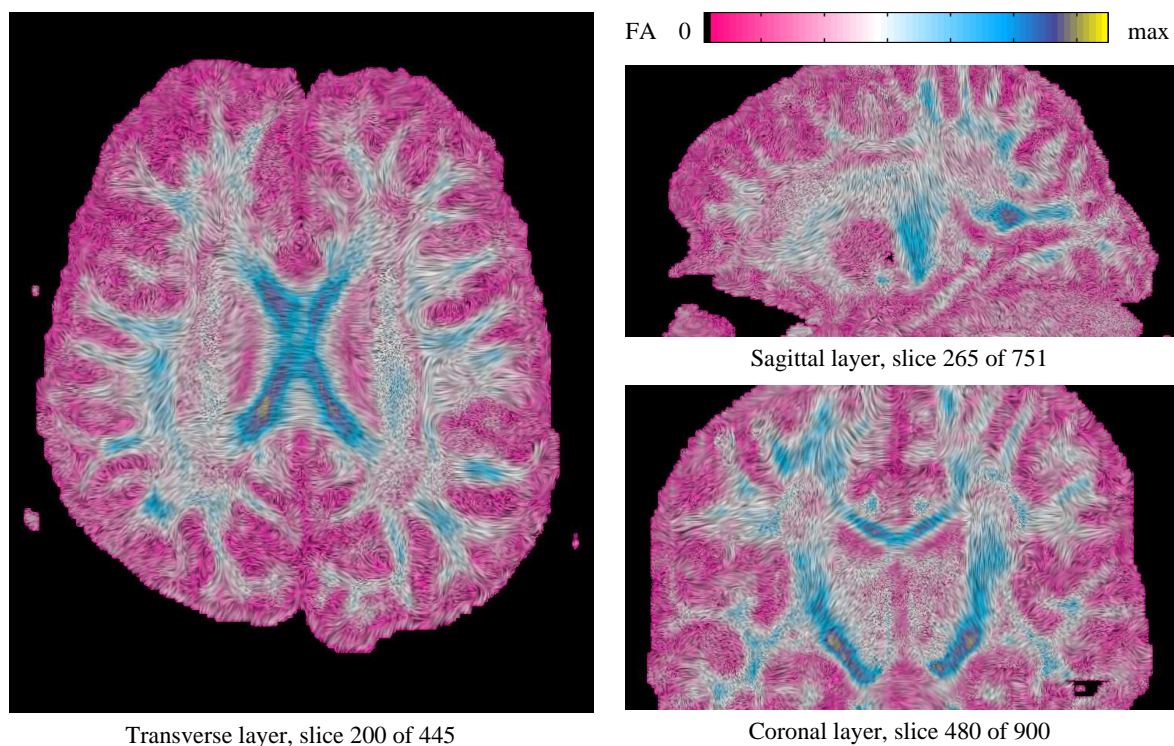 FA 0 max
Sagittal layer, slice 265 of 751
Transverse layer, slice 200 of 445
Coronal layer, slice 480 of 900